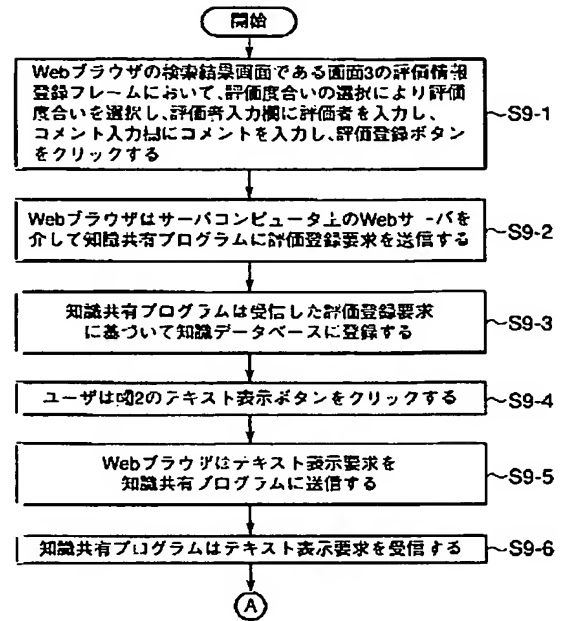 開始
Webブラウザの検索結果画面である画面3の評価情報
登録フレームにおいて、評価度合いの選択により評価
度合いを選択し、評価者入力欄に評価者を入力し、
コメント入力欄にコメントを入力し、評価登録ボタン
をクリックする
S9-1
Webブラウザはサーバコンピュータ上のWebサーバを
介して知識共有プログラムに評価登録要求を送信する
S9-2
知識共有プログラムは受信した評価登録要求
に基づいて知識データベースに登録する
S9-3
ユーザは図2のテキスト表示ボタンをクリックする
S9-4
Webブラウザはテキスト表示要求を
知識共有プログラムに送信する
S9-5
知識共有プログラムはテキスト表示要求を受信する
S9-6
A